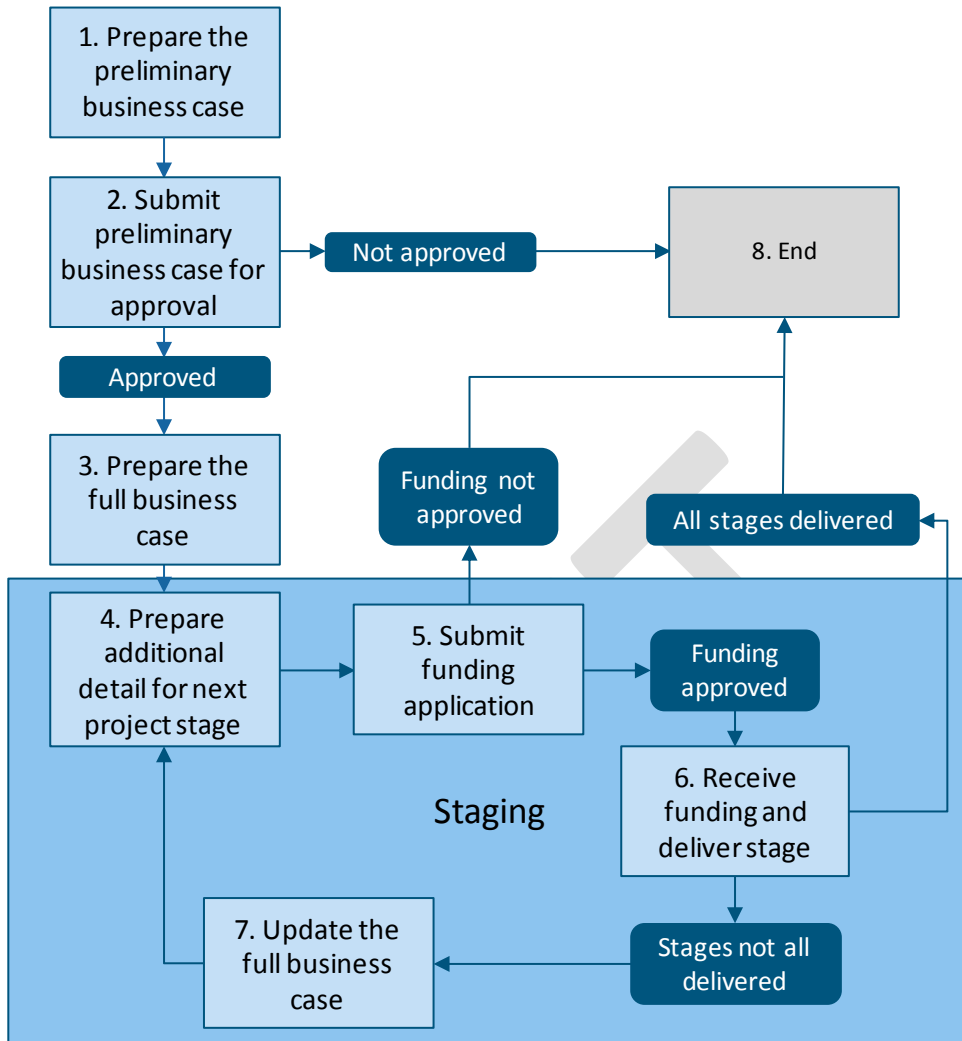 1. Prepare the
preliminary
business case
2. Submit
preliminary
business case for
approval
Not approved
8. End
Approved
3. Prepare the
full business
case
Funding not
approved
All stages delivered
4. Prepare
additional
detail for next
project stage
5. Submit
funding
application
Funding
approved
6. Receive
funding and
deliver stage
Staging
7. Update the
full business
case
Stages not all
delivered